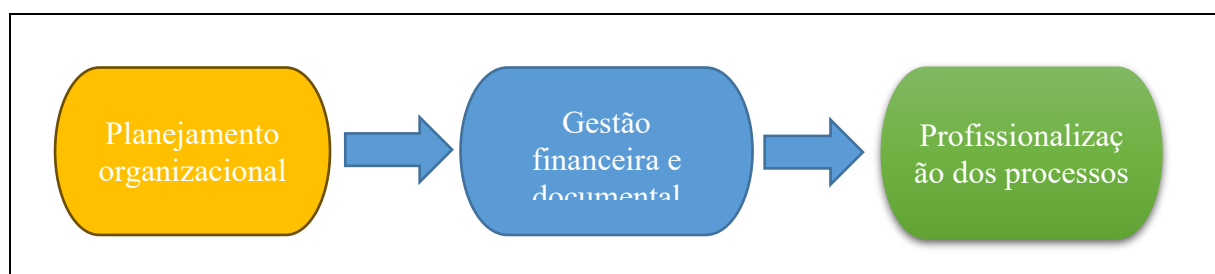 Planejamento
organizacional
Gestão
financeira e
documental
Profissionalizaç
ão dos processos